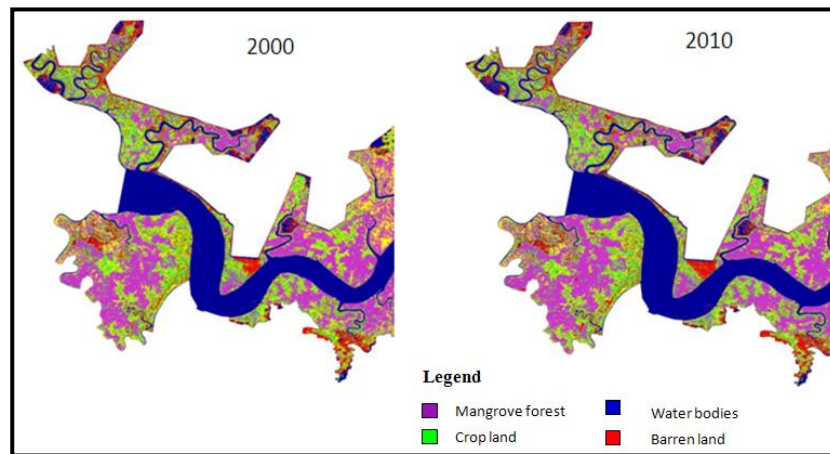 2000
2010
Legend
Mangrove forest
Water bodies
Crop land
Barren land